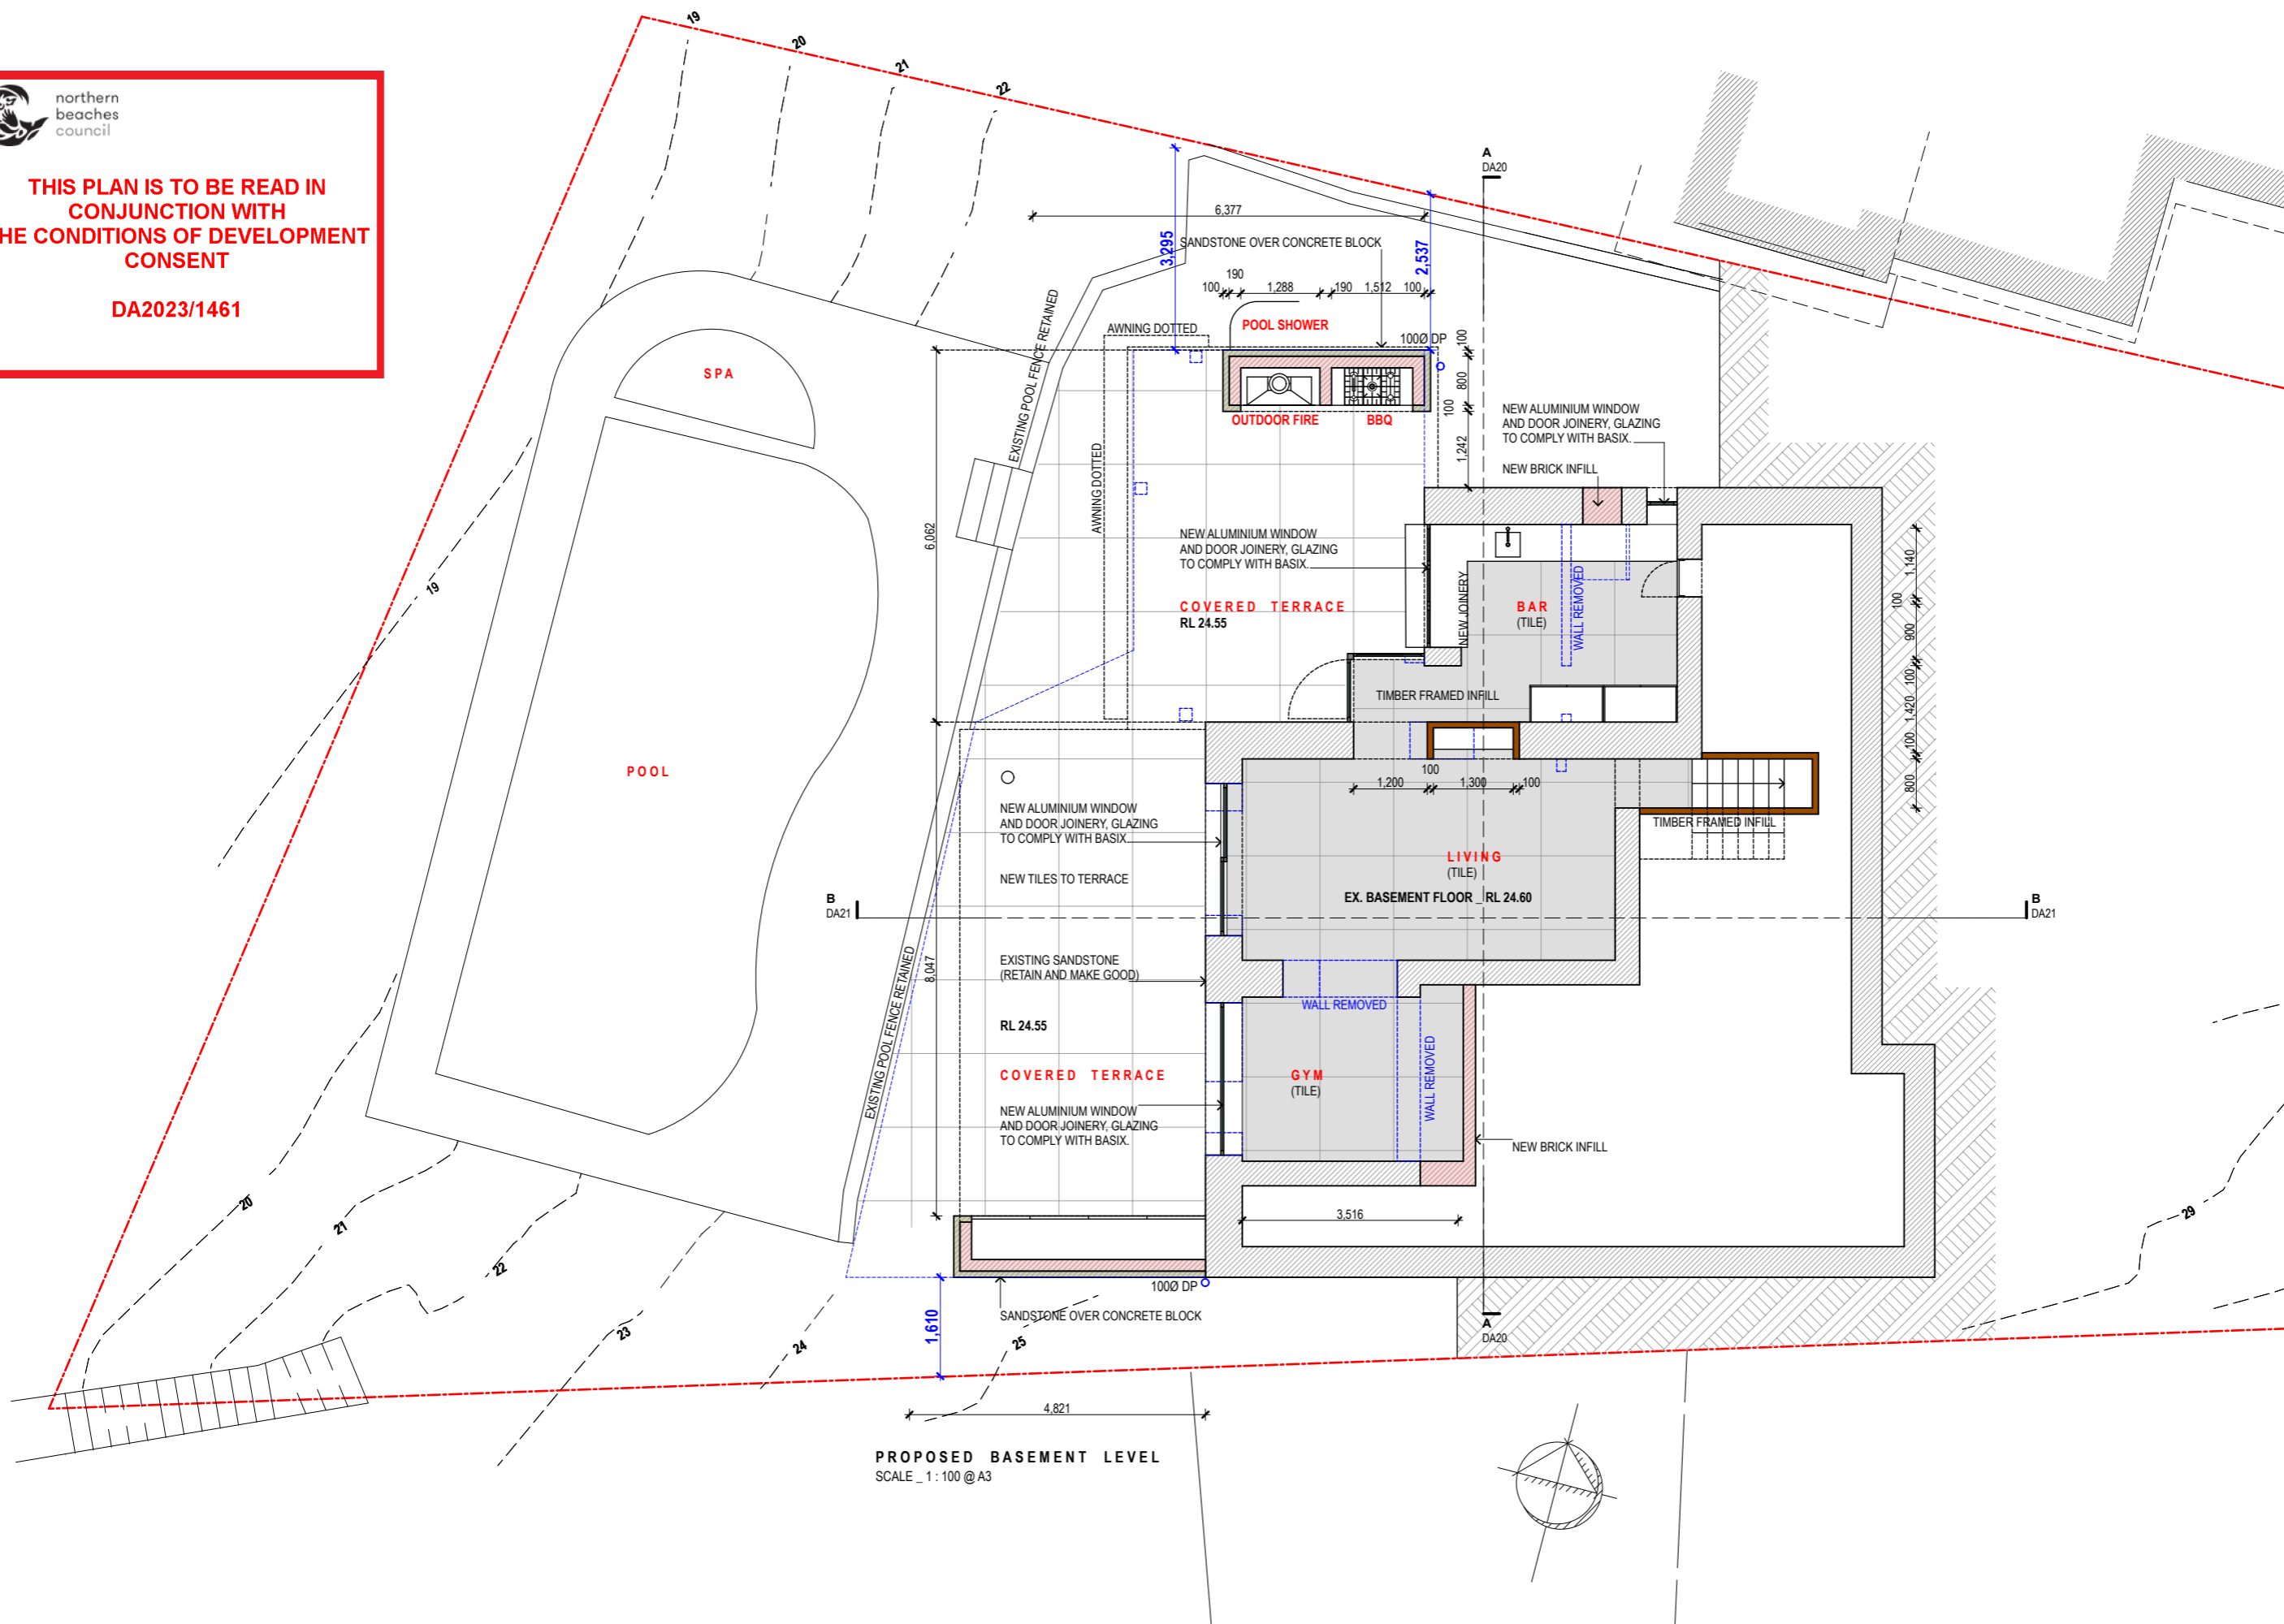 northern
beaches
council
THIS PLAN IS TO BE READ IN
CONJUNCTION WITH
HE CONDITIONS OF DEVELOPMENT
CONSENT
DA2023/1461
19
20
21
22
A
DA20
6,377
3,295
SANDSTONE OVER CONCRETE BLOCK
2,537
190
100
1,288
190
1,512
100
POOL SHOWER
AWNING DOTTED
100Ø DP
100
800
100
1,242
EXISTING POOL FENCE RETAINED
SPA
OUTDOOR FIRE
BBQ
NEW ALUMINIUM WINDOW
AND DOOR JOINERY, GLAZING
TO COMPLY WITH BASIX.
NEW BRICK INFILL
AWNING DOTTED
6,062
NEW ALUMINIUM WINDOW
AND DOOR JOINERY, GLAZING
TO COMPLY WITH BASIX.
19
COVERED TERRACE
RL 24.55
NEW JOINERY
BAR
(TILE)
WALL REMOVED
1,140
100
900
100
1,420
100
800
TIMBER FRAMED INFILL
POOL
100
1,200
1,300
100
NEW ALUMINIUM WINDOW
AND DOOR JOINERY, GLAZING
TO COMPLY WITH BASIX.
TIMBER FRAMED INFILL
LIVING
(TILE)
NEW TILES TO TERRACE
EX. BASEMENT FLOOR _ RL 24.60
B
DA21
B
DA21
EXISTING SANDSTONE
(RETAIN AND MAKE GOOD)
8,047
EXISTING POOL FENCE RETAINED
WALL REMOVED
RL 24.55
COVERED TERRACE
GYM
(TILE)
WALL REMOVED
NEW ALUMINIUM WINDOW
AND DOOR JOINERY, GLAZING
TO COMPLY WITH BASIX.
NEW BRICK INFILL
20
21
22
29
3,516
100Ø DP
SANDSTONE OVER CONCRETE BLOCK
1,610
A
DA20
23
24
25
4,821
PROPOSED BASEMENT LEVEL
SCALE _ 1 : 100 @ A3